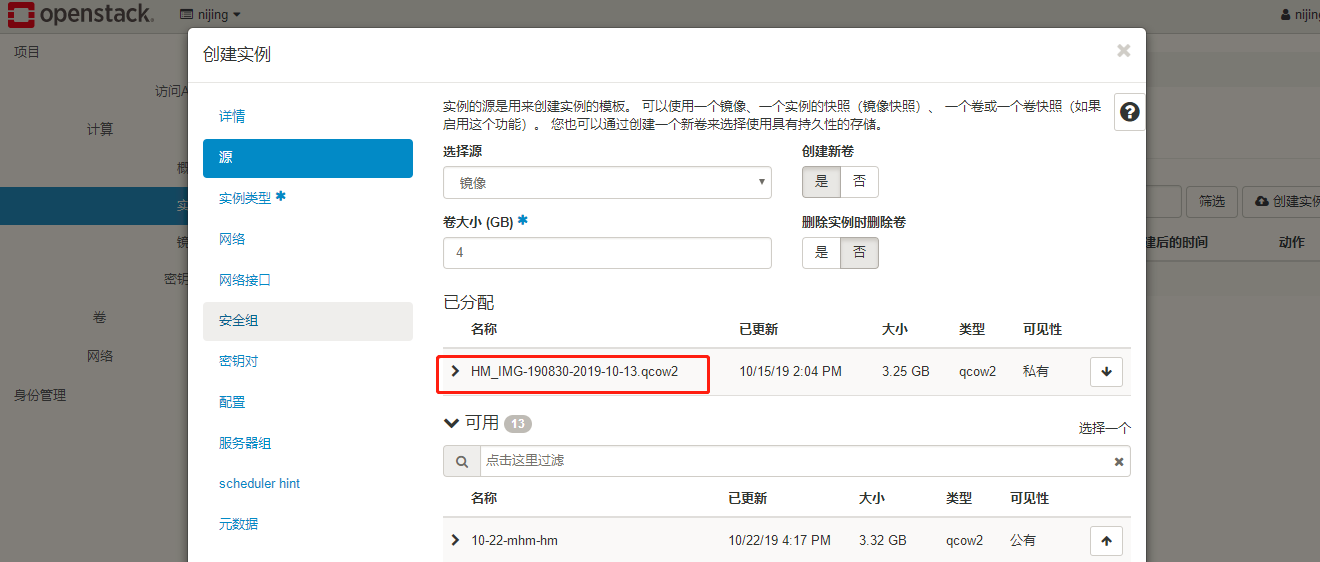 openstack. nijing nijing
创建实例
项目
访问A
计算
概
实
镜
密钥
卷
网络
身份管理
详情
源
实例类型 *
网络
网络接口
安全组
密钥对
配置
服务器组
scheduler hint
元数据
实例的源是用来创建实例的模板。 可以使用一个镜像、一个实例的快照（镜像快照）、 一个卷或一个卷快照（如果
启用这个功能）。 您也可以通过创建一个新卷来选择使用具有持久性的存储。
选择源 创建新卷
镜像 是 否
卷大小 (GB) * 删除实例时删除卷
4 是 否
已分配
名称 已更新 大小 类型 可见性
HM_IMG-190830-2019-10-13.qcow2 10/15/19 2:04 PM 3.25 GB qcow2 私有
可用 13 选择一个
点击这里过滤
名称 已更新 大小 类型 可见性
10-22-mhm-hm 10/22/19 4:17 PM 3.32 GB qcow2 公有
筛选 创建实例
建后的时间 动作